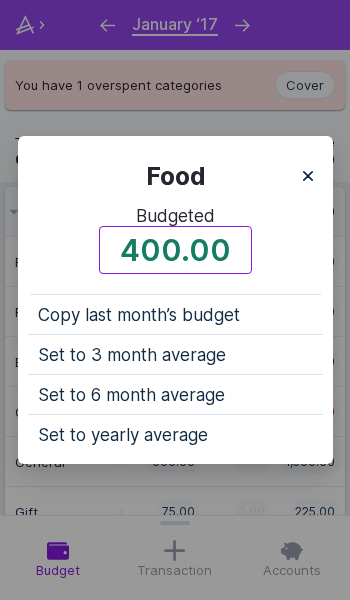 January ‘17
You have 1 overspent categories
Cover
Food
Budgeted
400.00
Copy last month’s budget
Set to 3 month average
Set to 6 month average
Set to yearly average
General
Gift
75.00
0.00
225.00
Budget
Transaction
Accounts